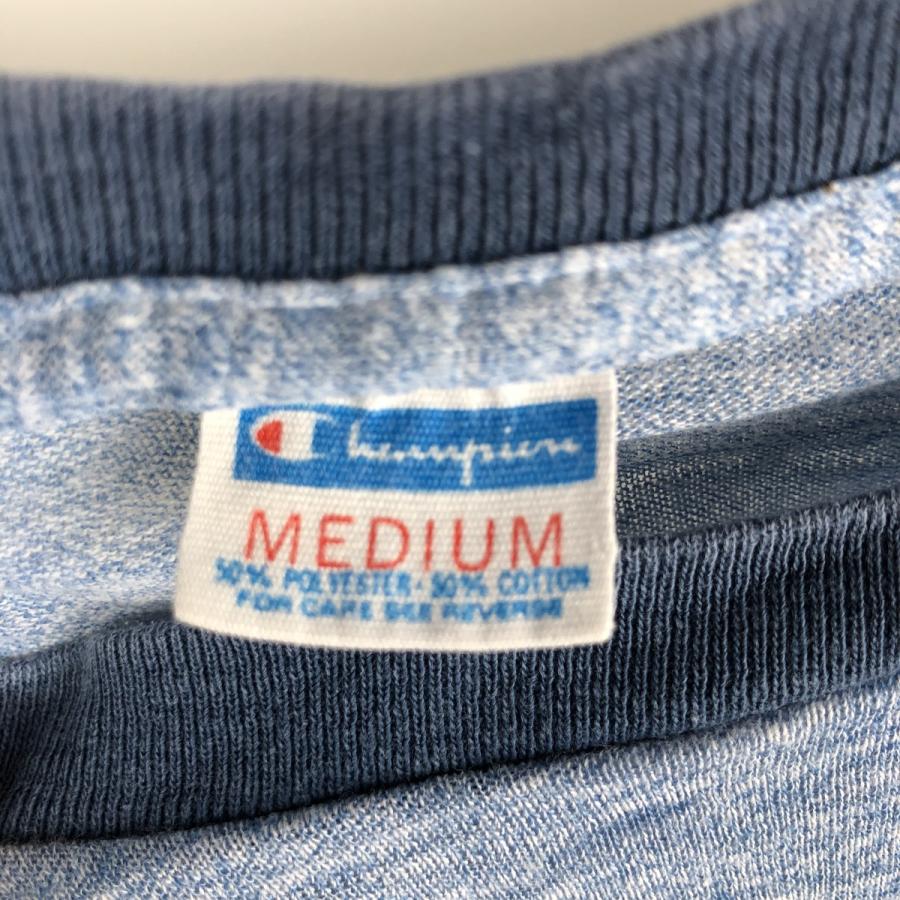 Champion
MEDIUM
50% POLYESTER-50% COTTON
FOR CARE SEE REVERSE